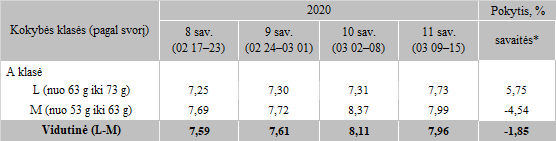 Kokybės klasės (pagal svorį) 2020 Pokytis, %
8 sav. (02 17–23) 9 sav. (02 24–03 01) 10 sav. (03 02–08) 11 sav. (03 09–15) savaitės*
A klasė
L (nuo 63 g iki 73 g) 7,25 7,30 7,31 7,73 5,75
M (nuo 53 g iki 63 g) 7,69 7,72 8,37 7,99 -4,54
Vidutinė (L-M) 7,59 7,61 8,11 7,96 -1,85